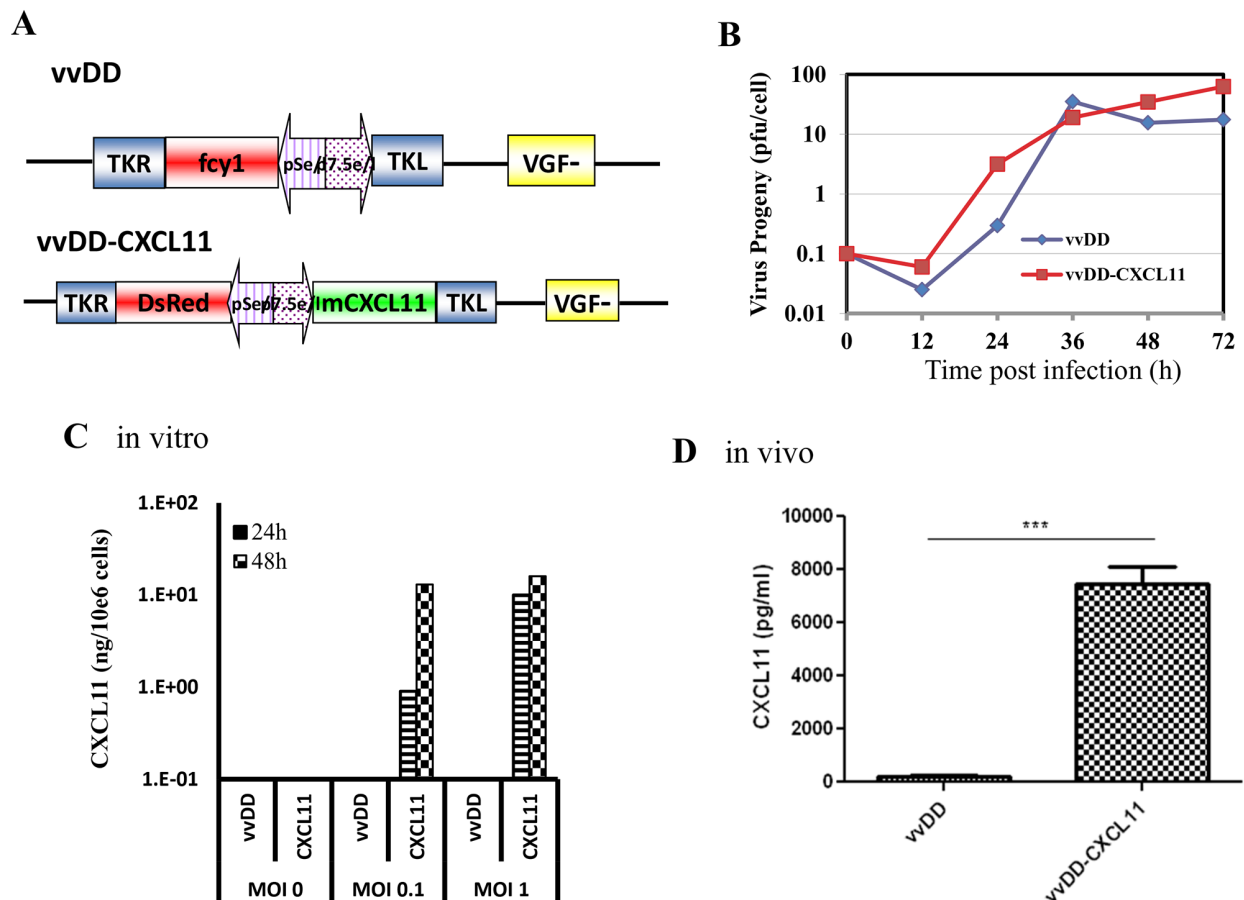 A
vvDD
TKR fcy1 pSe/ p7.5e/l TKL VGF-
vvDD-CXCL11
TKR DsRed pSe/ p7.5e/l mCXCL11 TKL VGF-
B
Virus Progeny (pfu/cell)
100
10
1
0.1
0.01
vvDD
vvDD-CXCL11
0 12 24 36 48 72
Time post infection (h)
C in vitro
CXCL11 (ng/10e6 cells)
1.E+02
1.E+01
1.E+00
1.E-01
24h
48h
vvDD CXCL11 vvDD CXCL11 vvDD CXCL11
MOI 0 MOI 0.1 MOI 1
D in vivo
CXCL11 (pg/ml)
10000
8000
6000
4000
2000
0
***
vvDD vvDD-CXCL11